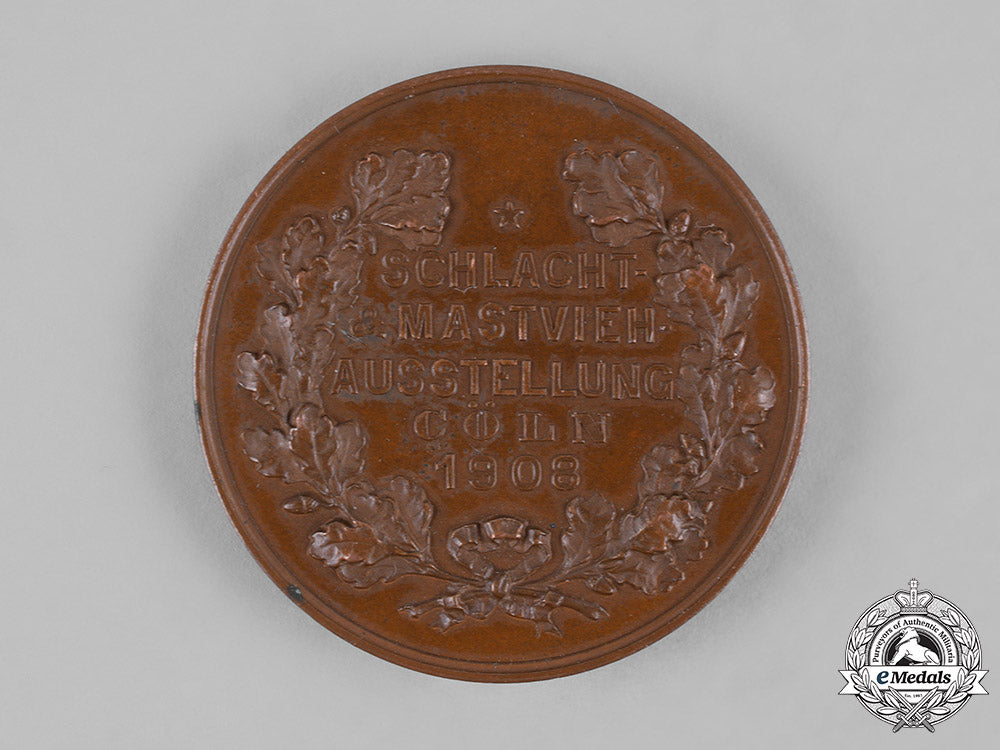 SCHLACHT-
& MASTVIEH-
AUSSTELLUNG
CÖLN
1908
Purveyors of Authentic Militaria
eMedals